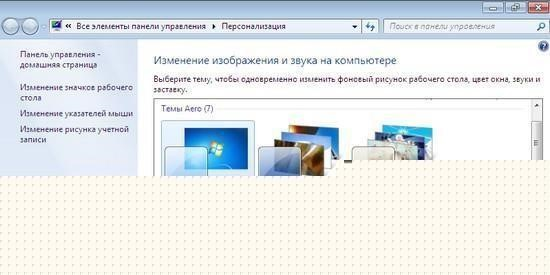 « Все элементы панели управления ▸ Персонализация
Поиск в панели управления
Панель управления - домашняя страница
Изменение значков рабочего стола
Изменение указателей мыши
Изменение рисунка учетной записи
Изменение изображения и звука на компьютере
Выберите тему, чтобы одновременно изменить фоновый рисунок рабочего стола, цвет окна, звуки и
заставку.
Темы Aero (7)